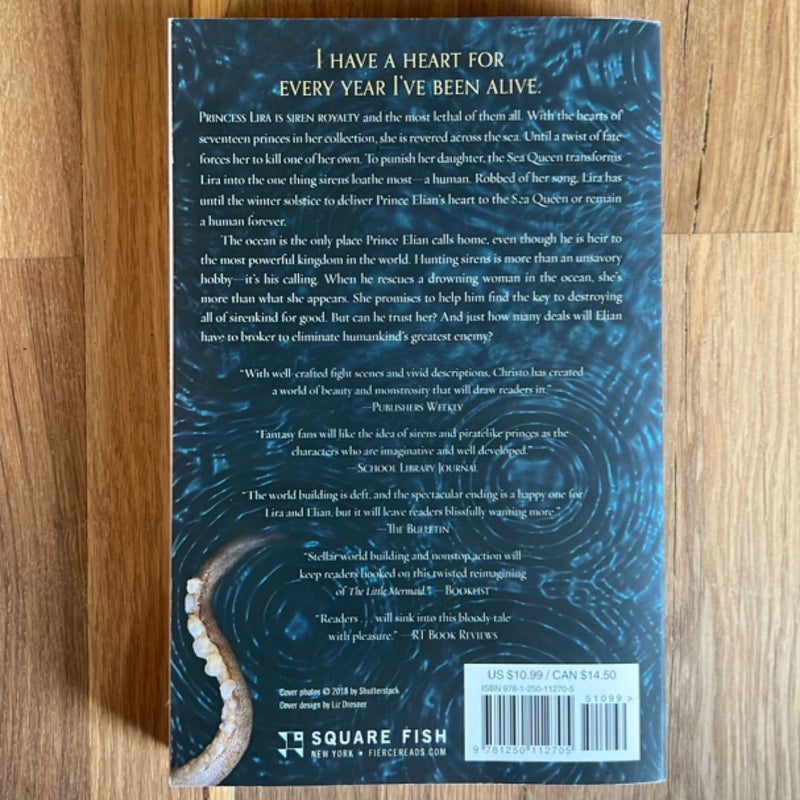 I HAVE A HEART FOR
EVERY YEAR I'VE BEEN ALIVE.
PRINCESS LIRA IS SIREN ROYALTY and the most lethal of them all. With the hearts of
seventeen princes in her collection, she is revered across the sea. Until a twist of fate
forces her to kill one of her own. To punish her daughter, the Sea Queen transforms
Lira into the one thing sirens loathe most—a human. Robbed of her song, Lira has
until the winter solstice to deliver Prince Elian's heart to the Sea Queen or remain
a human forever.
The ocean is the only place Prince Elian calls home, even though he is heir to
the most powerful kingdom in the world. Hunting sirens is more than an unsavory
hobby—it's his calling. When he rescues a drowning woman in the ocean, she's
more than what she appears. She promises to help him find the key to destroying
all of sirenkind for good. But can he trust her? And just how many deals will Elian
have to broker to eliminate humankind's greatest enemy?
"With well-crafted fight scenes and vivid descriptions, Christo has created
a world of beauty and monstrosity that will draw readers in."
—PUBLISHERS WEEKLY
"Fantasy fans will like the idea of sirens and piratelike princes as the
characters who are imaginative and well developed."
—SCHOOL LIBRARY JOURNAL
"The world building is deft, and the spectacular ending is a happy one for
Lira and Elian, but it will leave readers blissfully wanting more."
—THE BULLETIN
"Stellar world building and nonstop action will
keep readers hooked on this twisted reimagining
of The Little Mermaid." —BOOKLIST
"Readers . . . will sink into this bloody tale
with pleasure." —RT BOOK REVIEWS
Cover photos © 2018 by Shutterstock
Cover design by Liz Dresner
SQUARE FISH
NEW YORK • FIERCEREADS.COM
US $10.99 / CAN $14.50
ISBN 978-1-250-11270-5
51099 >
9 781250 112705